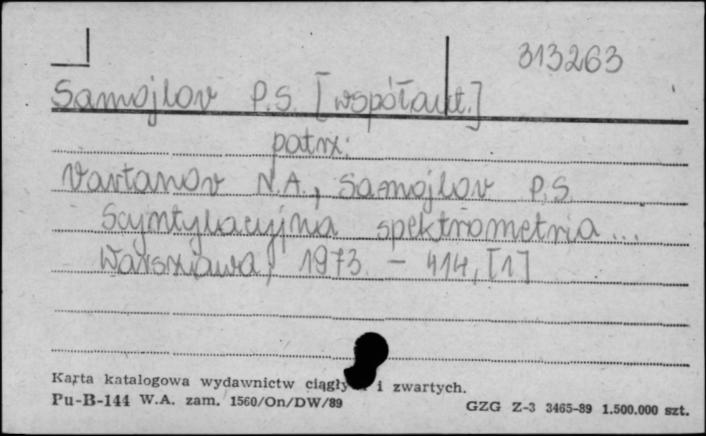 313263
Samojlov P.S. [współaut.]
patrz:
Vartanov N.A., Samojlov P.S.
Scyntylacyjna spektrometria ...
Warszawa, 1973. - 414, [1]
Karta katalogowa wydawnictw i zwartych.
Pu-B-144 W.A. zam. 1560/On/DW/89
GZG Z-3 3465-89 1.500.000 szt.